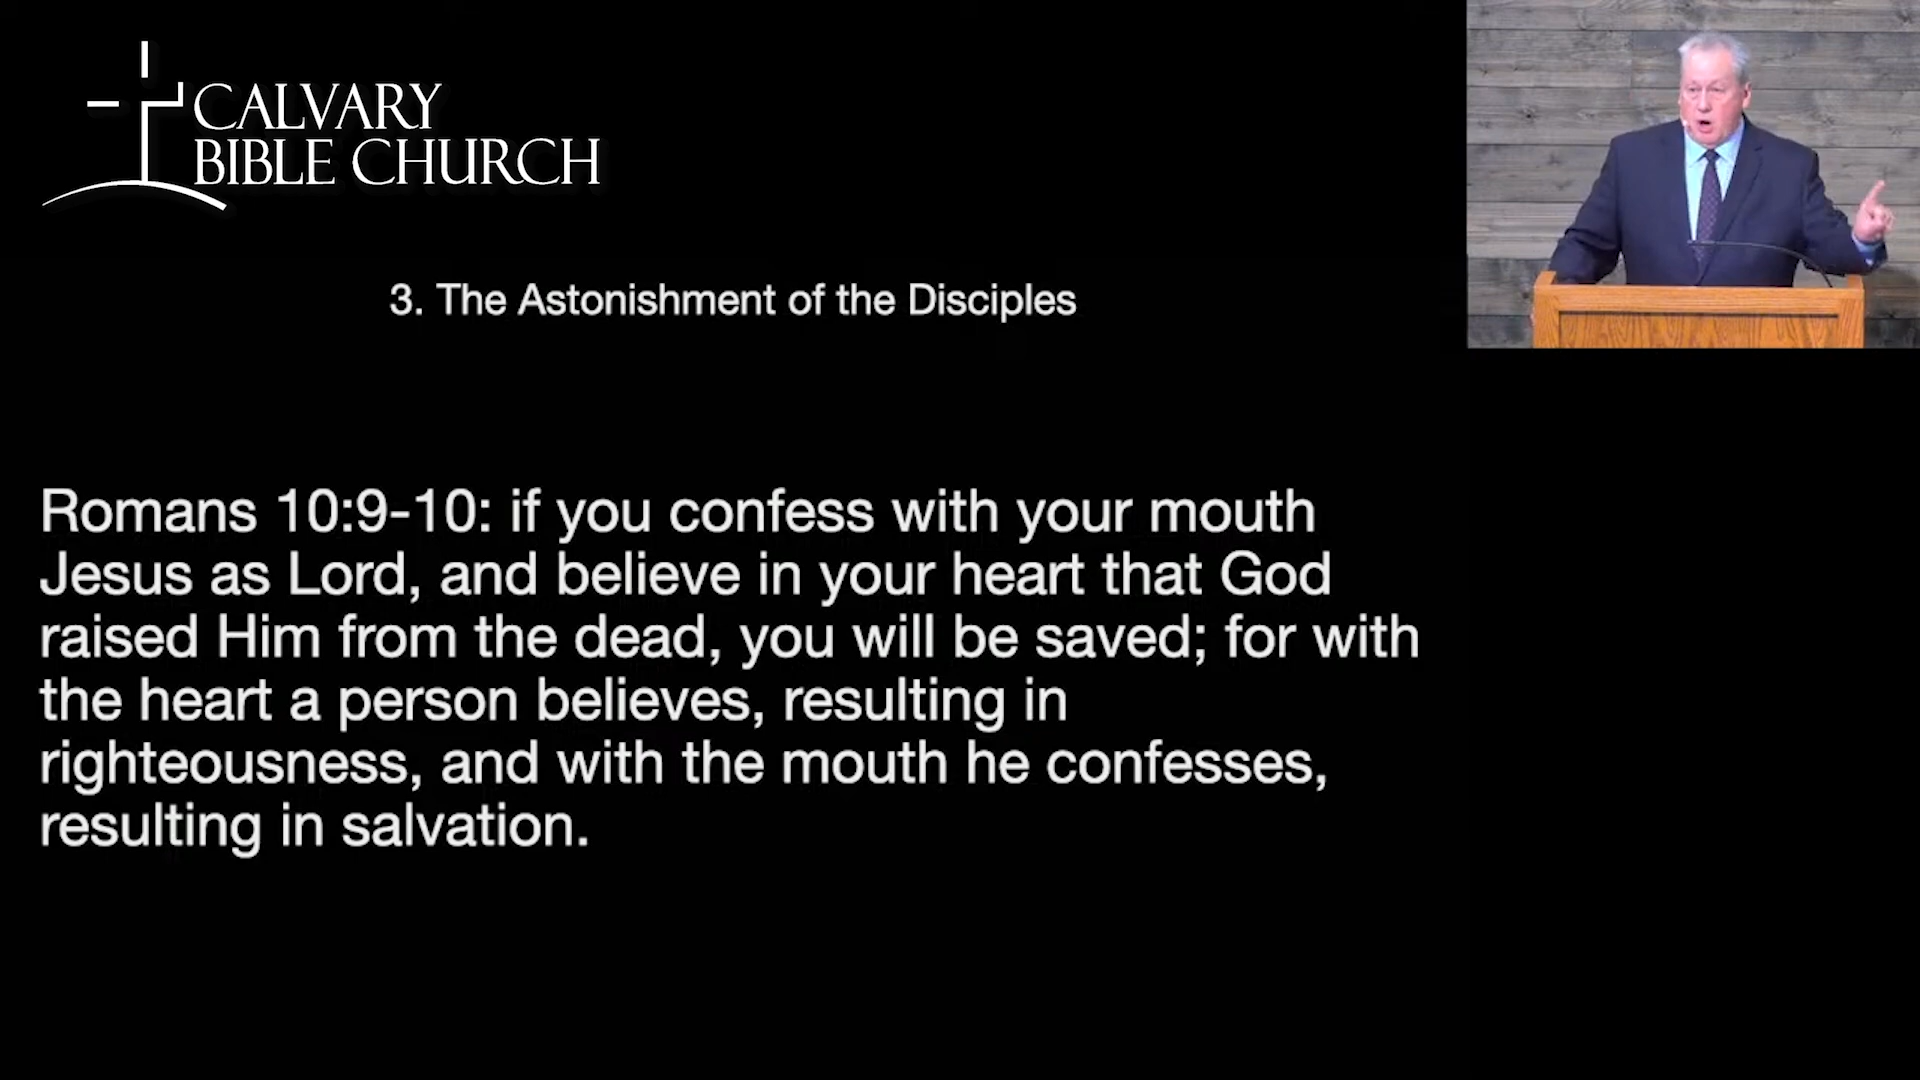 CALVARY
BIBLE CHURCH
3. The Astonishment of the Disciples
Romans 10:9-10: if you confess with your mouth
Jesus as Lord, and believe in your heart that God
raised Him from the dead, you will be saved; for with
the heart a person believes, resulting in
righteousness, and with the mouth he confesses,
resulting in salvation.